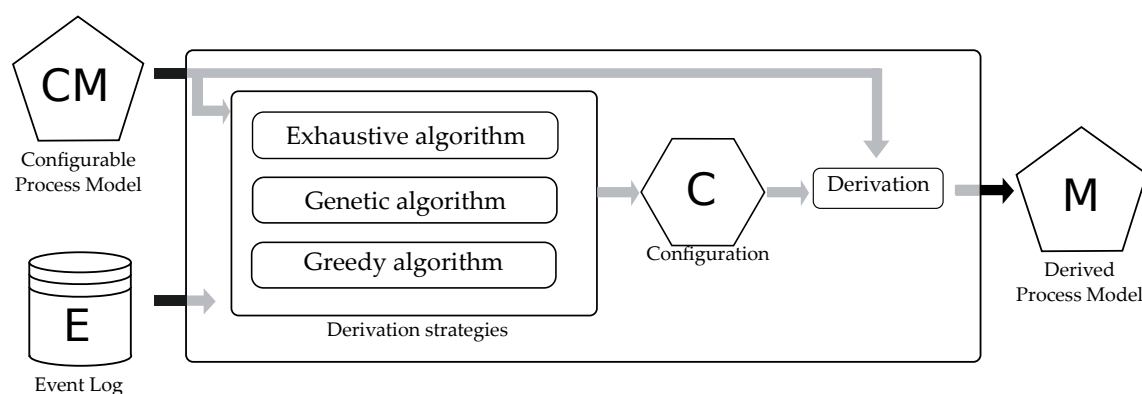 CM
Configurable
Process Model
E
Event Log
Exhaustive algorithm
Genetic algorithm
Greedy algorithm
Derivation strategies
C
Configuration
Derivation
M
Derived
Process Model